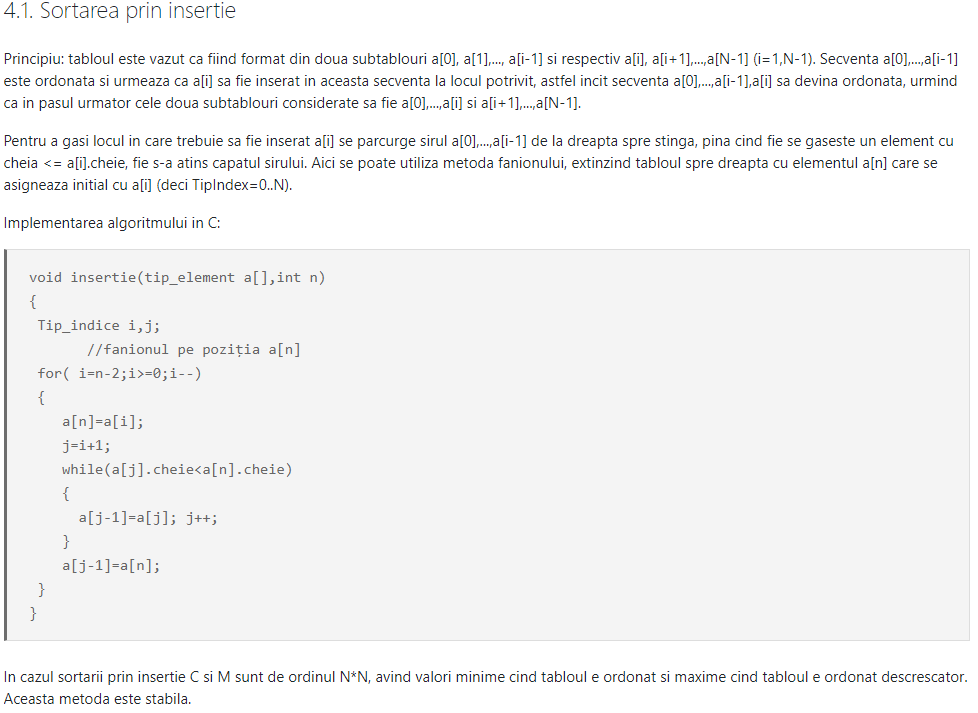 4.1. Sortarea prin insertie
Principiu: tabloul este vazut ca fiind format din doua subtablouri a[0], a[1],..., a[i-1] si respectiv a[i], a[i+1],...,a[N-1] (i=1,N-1). Secventa a[0],...,a[i-1]
este ordonata si urmeaza ca a[i] sa fie inserat in aceasta secventa la locul potrivit, astfel incit secventa a[0],...,a[i-1],a[i] sa devina ordonata, urmind
ca in pasul urmator cele doua subtablouri considerate sa fie a[0],...,a[i] si a[i+1],...,a[N-1].
Pentru a gasi locul in care trebuie sa fie inserat a[i] se parcurge sirul a[0],...,a[i-1] de la dreapta spre stinga, pina cind fie se gaseste un element cu
cheia <= a[i].cheie, fie s-a atins capatul sirului. Aici se poate utiliza metoda fanionului, extinzind tabloul spre dreapta cu elementul a[n] care se
asigneaza initial cu a[i] (deci TipIndex=0..N).
Implementarea algoritmului in C:
void insertie(tip_element a[],int n)
{
Tip_indice i,j;
//fanionul pe poziția a[n]
for( i=n-2;i>=0;i--)
{
a[n]=a[i];
j=i+1;
while(a[j].cheie<a[n].cheie)
{
a[j-1]=a[j]; j++;
}
a[j-1]=a[n];
}
}
In cazul sortarii prin insertie C si M sunt de ordinul N*N, avind valori minime cind tabloul e ordonat si maxime cind tabloul e ordonat descrescator.
Aceasta metoda este stabila.